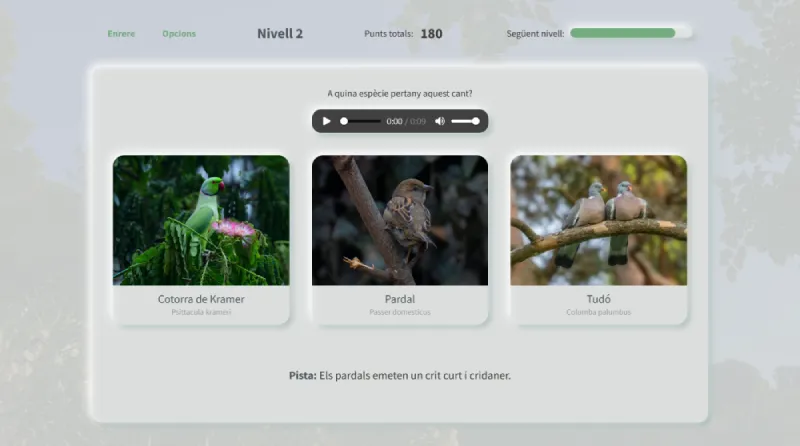 Enrere
Opcions
Nivell 2
Punts totals: 180
Següent nivell:
A quina espècie pertany aquest cant?
0:00 / 0:09
Cotorra de Kramer
Psittacula krameri
Pardal
Passer domesticus
Tudó
Columba palumbus
Pista: Els pardals emeten un crit curt i cridaner.